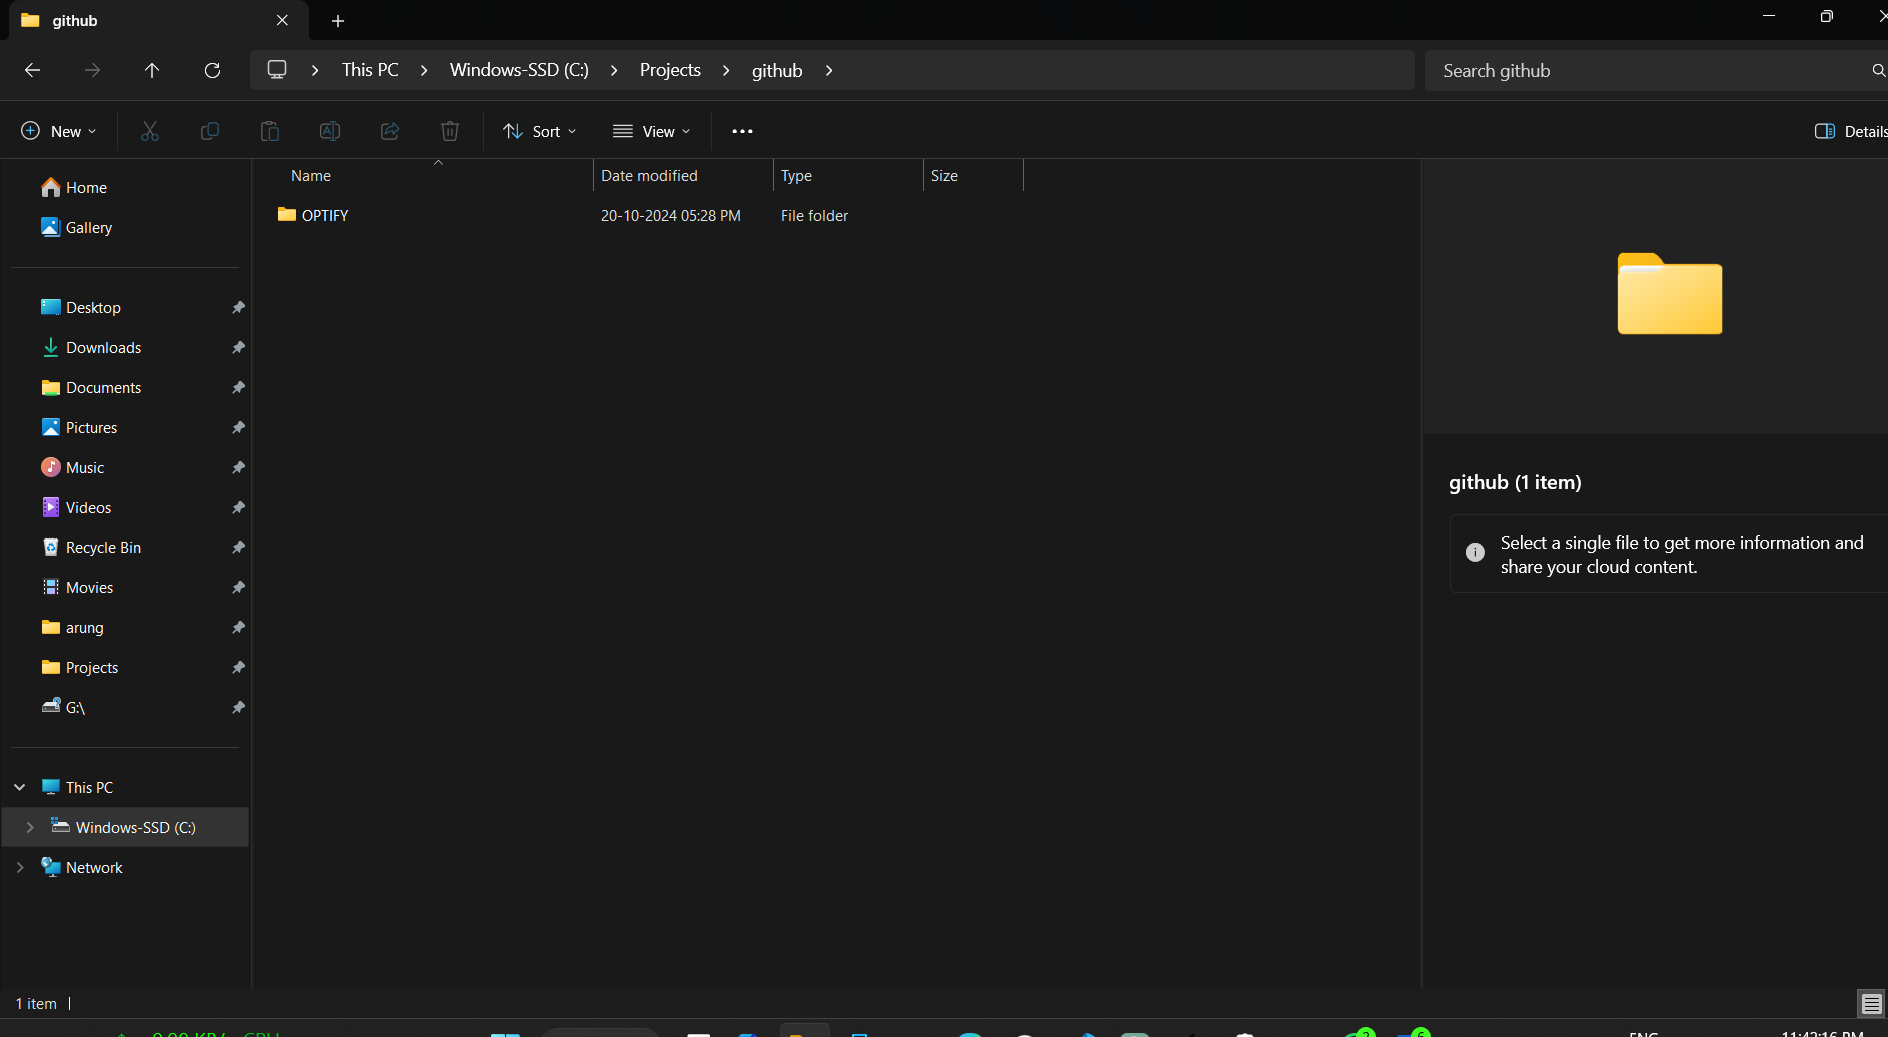 github
This PC
Windows-SSD (C:)
Projects
github
Search github
New
Sort
View
Details
Name
Date modified
Type
Size
OPTIFY
20-10-2024 05:28 PM
File folder
Home
Gallery
Desktop
Downloads
Documents
Pictures
Music
Videos
Recycle Bin
Movies
arung
Projects
G:\
This PC
Windows-SSD (C:)
Network
github (1 item)
Select a single file to get more information and
share your cloud content.
1 item